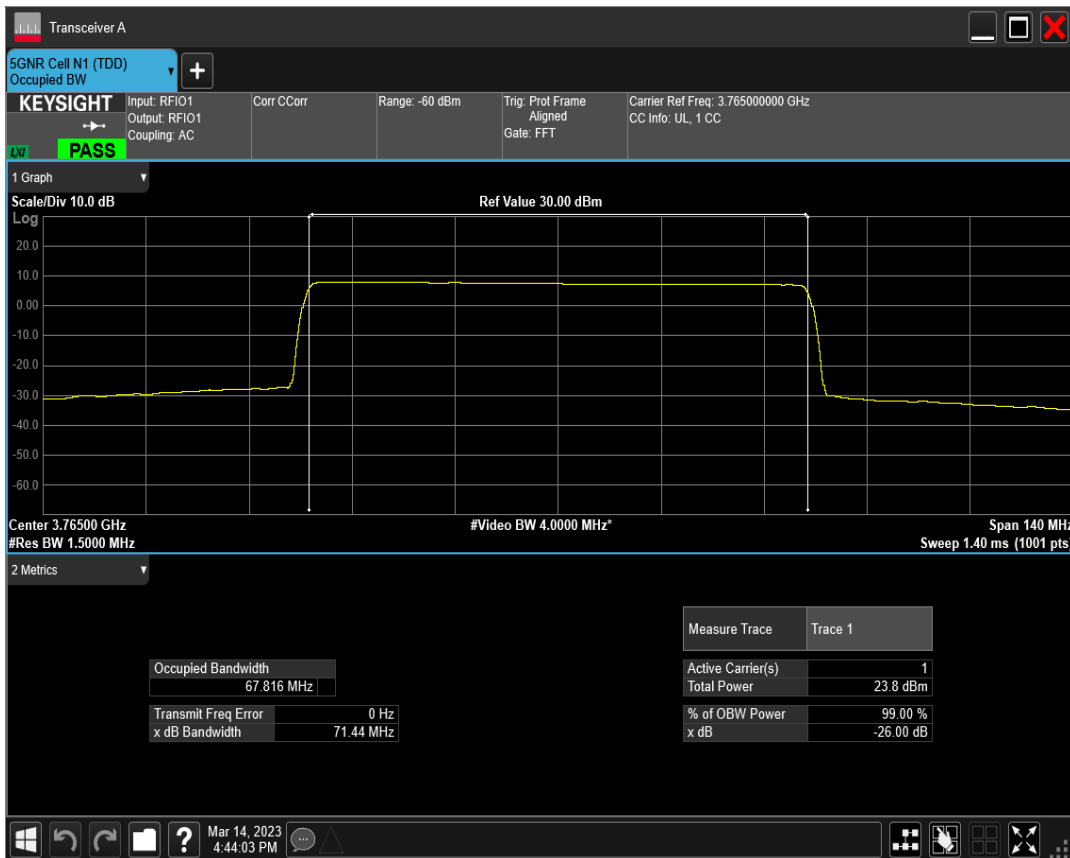 Transceiver A
5GNR Cell N1 (TDD)
Occupied BW
+
KEYSIGHT
LXI
PASS
Input: RFIO1
Output: RFIO1
Coupling: AC
Corr CCorr
Range: -60 dBm
Trig: Prot Frame
Aligned
Gate: FFT
Carrier Ref Freq: 3.765000000 GHz
CC Info: UL, 1 CC
1 Graph
Scale/Div 10.0 dB
Ref Value 30.00 dBm
Log
20.0
10.0
0.00
-10.0
-20.0
-30.0
-40.0
-50.0
-60.0
Center 3.76500 GHz
#Video BW 4.0000 MHz*
Span 140 MHz
#Res BW 1.5000 MHz
Sweep 1.40 ms (1001 pts)
2 Metrics
Measure Trace Trace 1
Occupied Bandwidth
67.816 MHz
Active Carrier(s) 1
Total Power 23.8 dBm
Transmit Freq Error 0 Hz
x dB Bandwidth 71.44 MHz
% of OBW Power 99.00 %
x dB -26.00 dB
?
Mar 14, 2023
4:44:03 PM